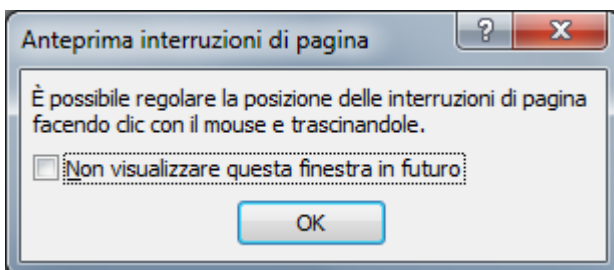 Anteprima interruzioni di pagina
È possibile regolare la posizione delle interruzioni di pagina
facendo clic con il mouse e trascinandole.
Non visualizzare questa finestra in futuro
OK